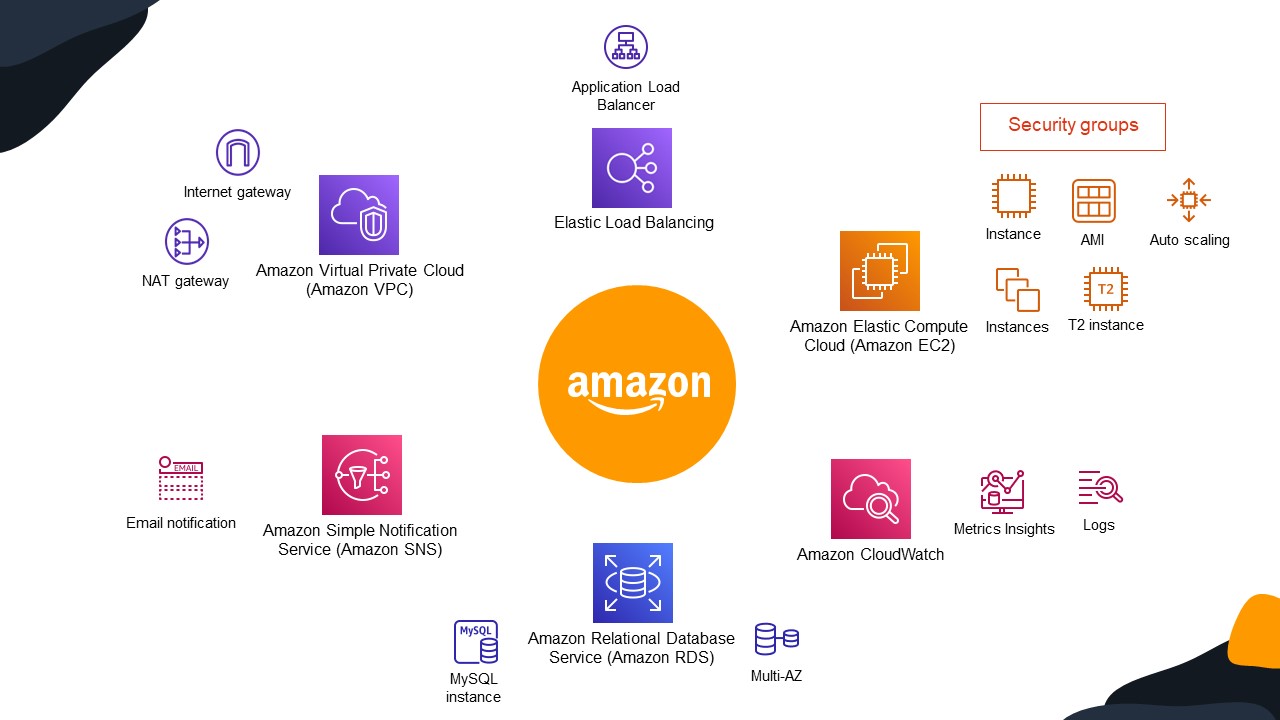 Application Load
Balancer
Elastic Load Balancing
Internet gateway
NAT gateway
Amazon Virtual Private Cloud
(Amazon VPC)
Security groups
Instance
AMI
Auto scaling
Instances
T2
T2 instance
Amazon Elastic Compute
Cloud (Amazon EC2)
amazon
EMAIL
Email notification
Amazon Simple Notification
Service (Amazon SNS)
Amazon CloudWatch
Metrics Insights
Logs
MySQL
MySQL
instance
Amazon Relational Database
Service (Amazon RDS)
Multi-AZ